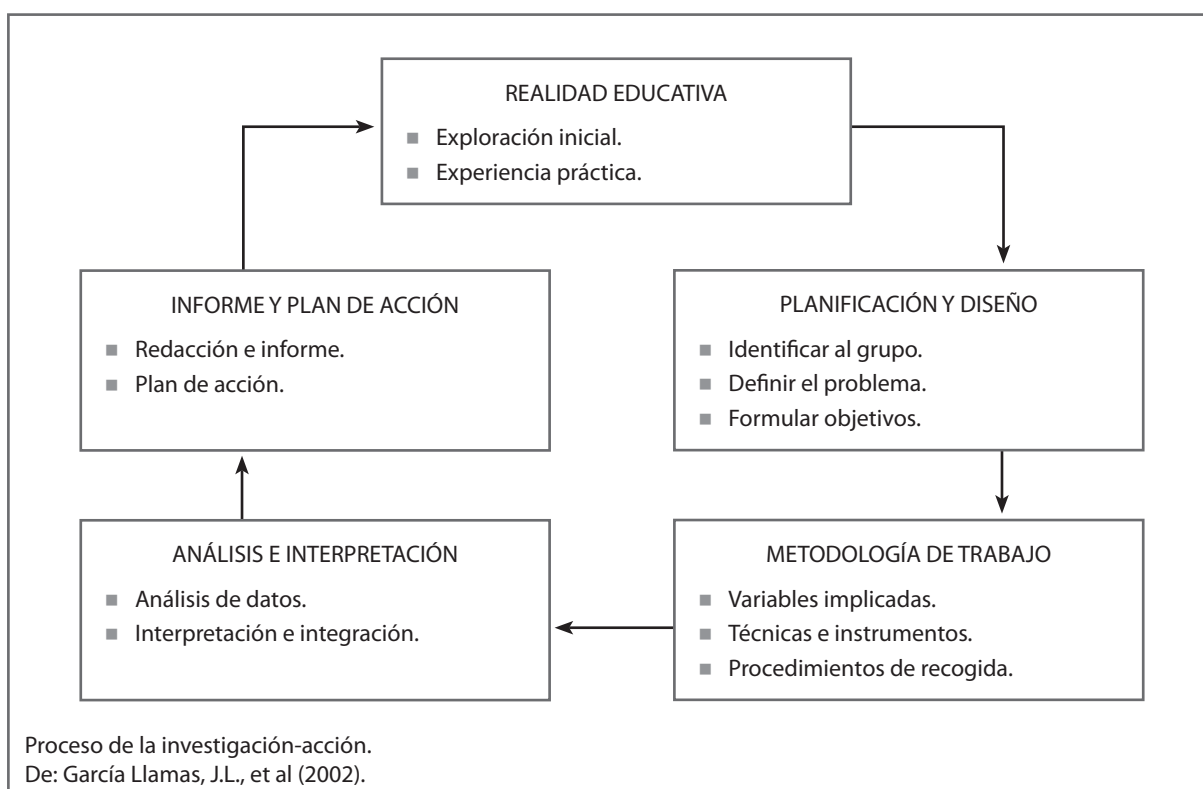 REALIDAD EDUCATIVA
■ Exploración inicial.
■ Experiencia práctica.
PLANIFICACIÓN Y DISEÑO
■ Identificar al grupo.
■ Definir el problema.
■ Formular objetivos.
METODOLOGÍA DE TRABAJO
■ Variables implicadas.
■ Técnicas e instrumentos.
■ Procedimientos de recogida.
ANÁLISIS E INTERPRETACIÓN
■ Análisis de datos.
■ Interpretación e integración.
INFORME Y PLAN DE ACCIÓN
■ Redacción e informe.
■ Plan de acción.
Proceso de la investigación-acción.
De: García Llamas, J.L., et al (2002).